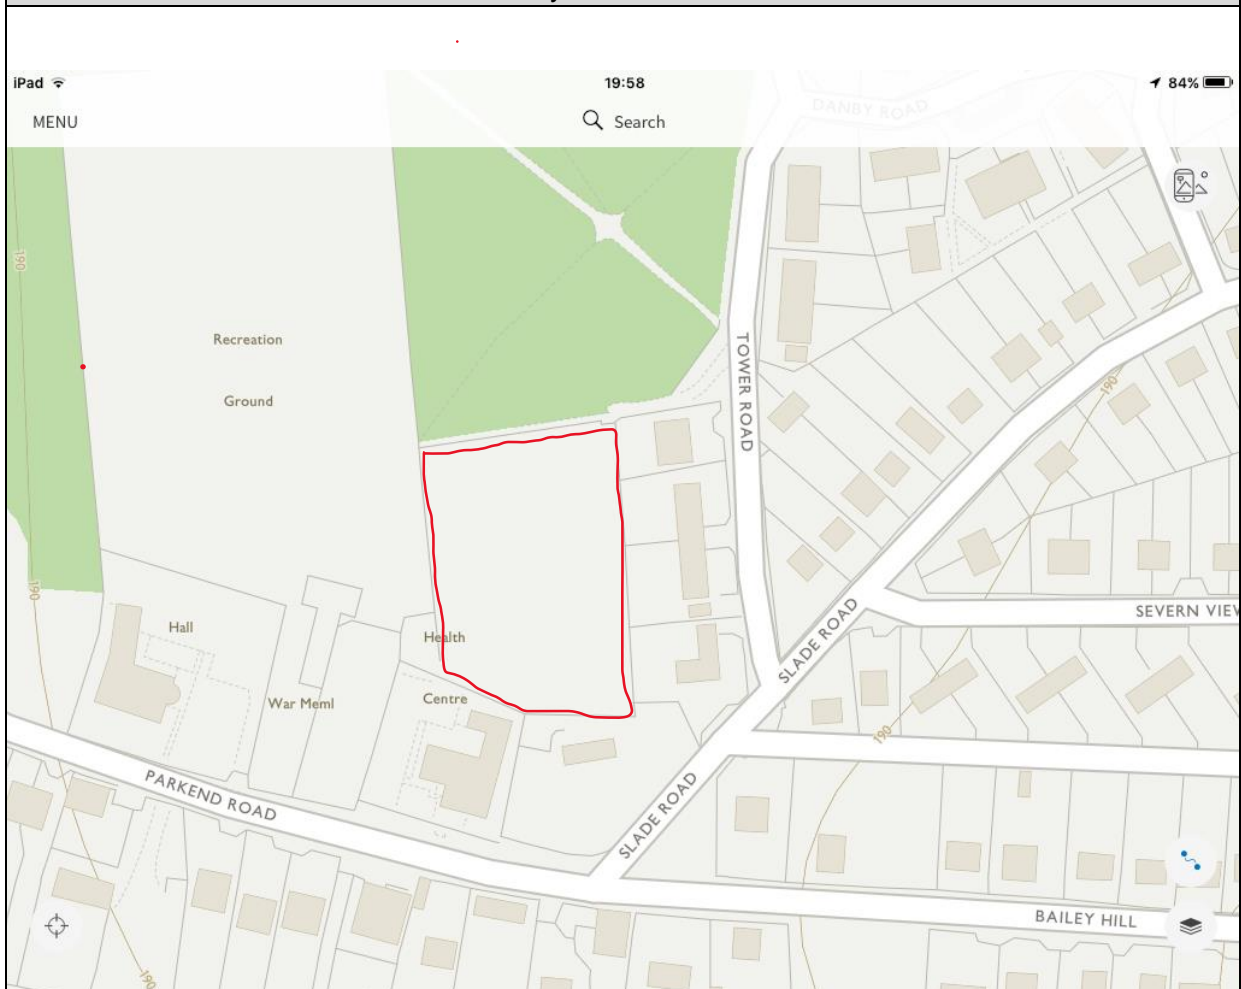 iPad 19:58 84%
MENU Search
DANBY ROAD
190
Recreation
Ground
TOWER ROAD
190
190
Hall
Health
War Meml
Centre
SLADE ROAD
SEVERN VIEW
190
PARKEND ROAD
SLADE ROAD
BAILEY HILL
190